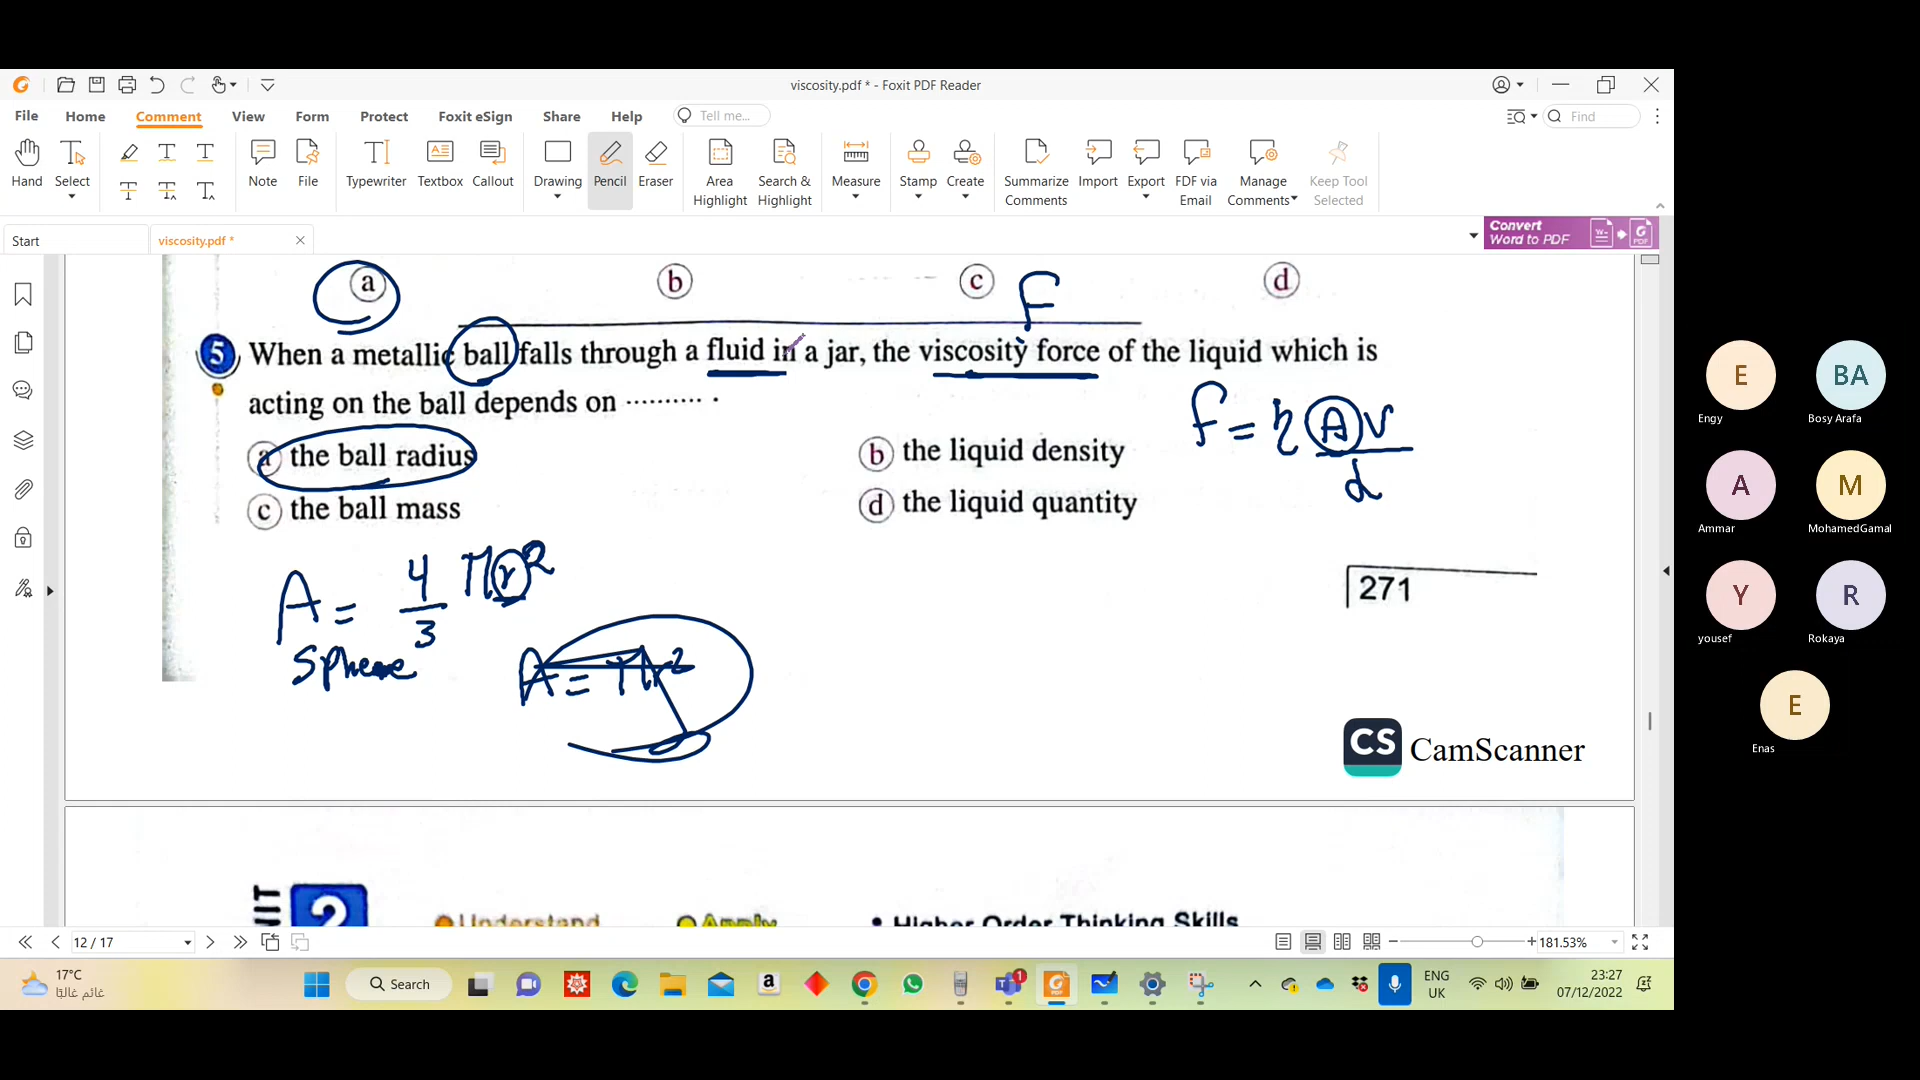 viscosity.pdf * - Foxit PDF Reader
File Home Comment View Form Protect Foxit eSign Share Help Tell me... Find
Hand Select Note File Typewriter Textbox Callout Drawing Pencil Eraser Area Highlight Search & Highlight Measure Stamp Create Summarize Comments Import Export FDF via Email Manage Comments Keep Tool Selected
Start viscosity.pdf * Convert Word to PDF
a b c d
F
5 When a metallic ball falls through a fluid in a jar, the viscosity force of the liquid which is
acting on the ball depends on .......... .
F = η A v / d
a the ball radius b the liquid density
c the ball mass d the liquid quantity
A = 4/3 π r²
sphere
A = πr²
271
CS CamScanner
UNIT 2 Understand Apply • Higher Order Thinking Skills
Engy
BA
Bosy Arafa
A
Ammar
M
MohamedGamal
Y
yousef
R
Rokaya
E
Enas
12 / 17 181.53%
17°C
غائم غالبًا
Search
ENG
UK
23:27
07/12/2022